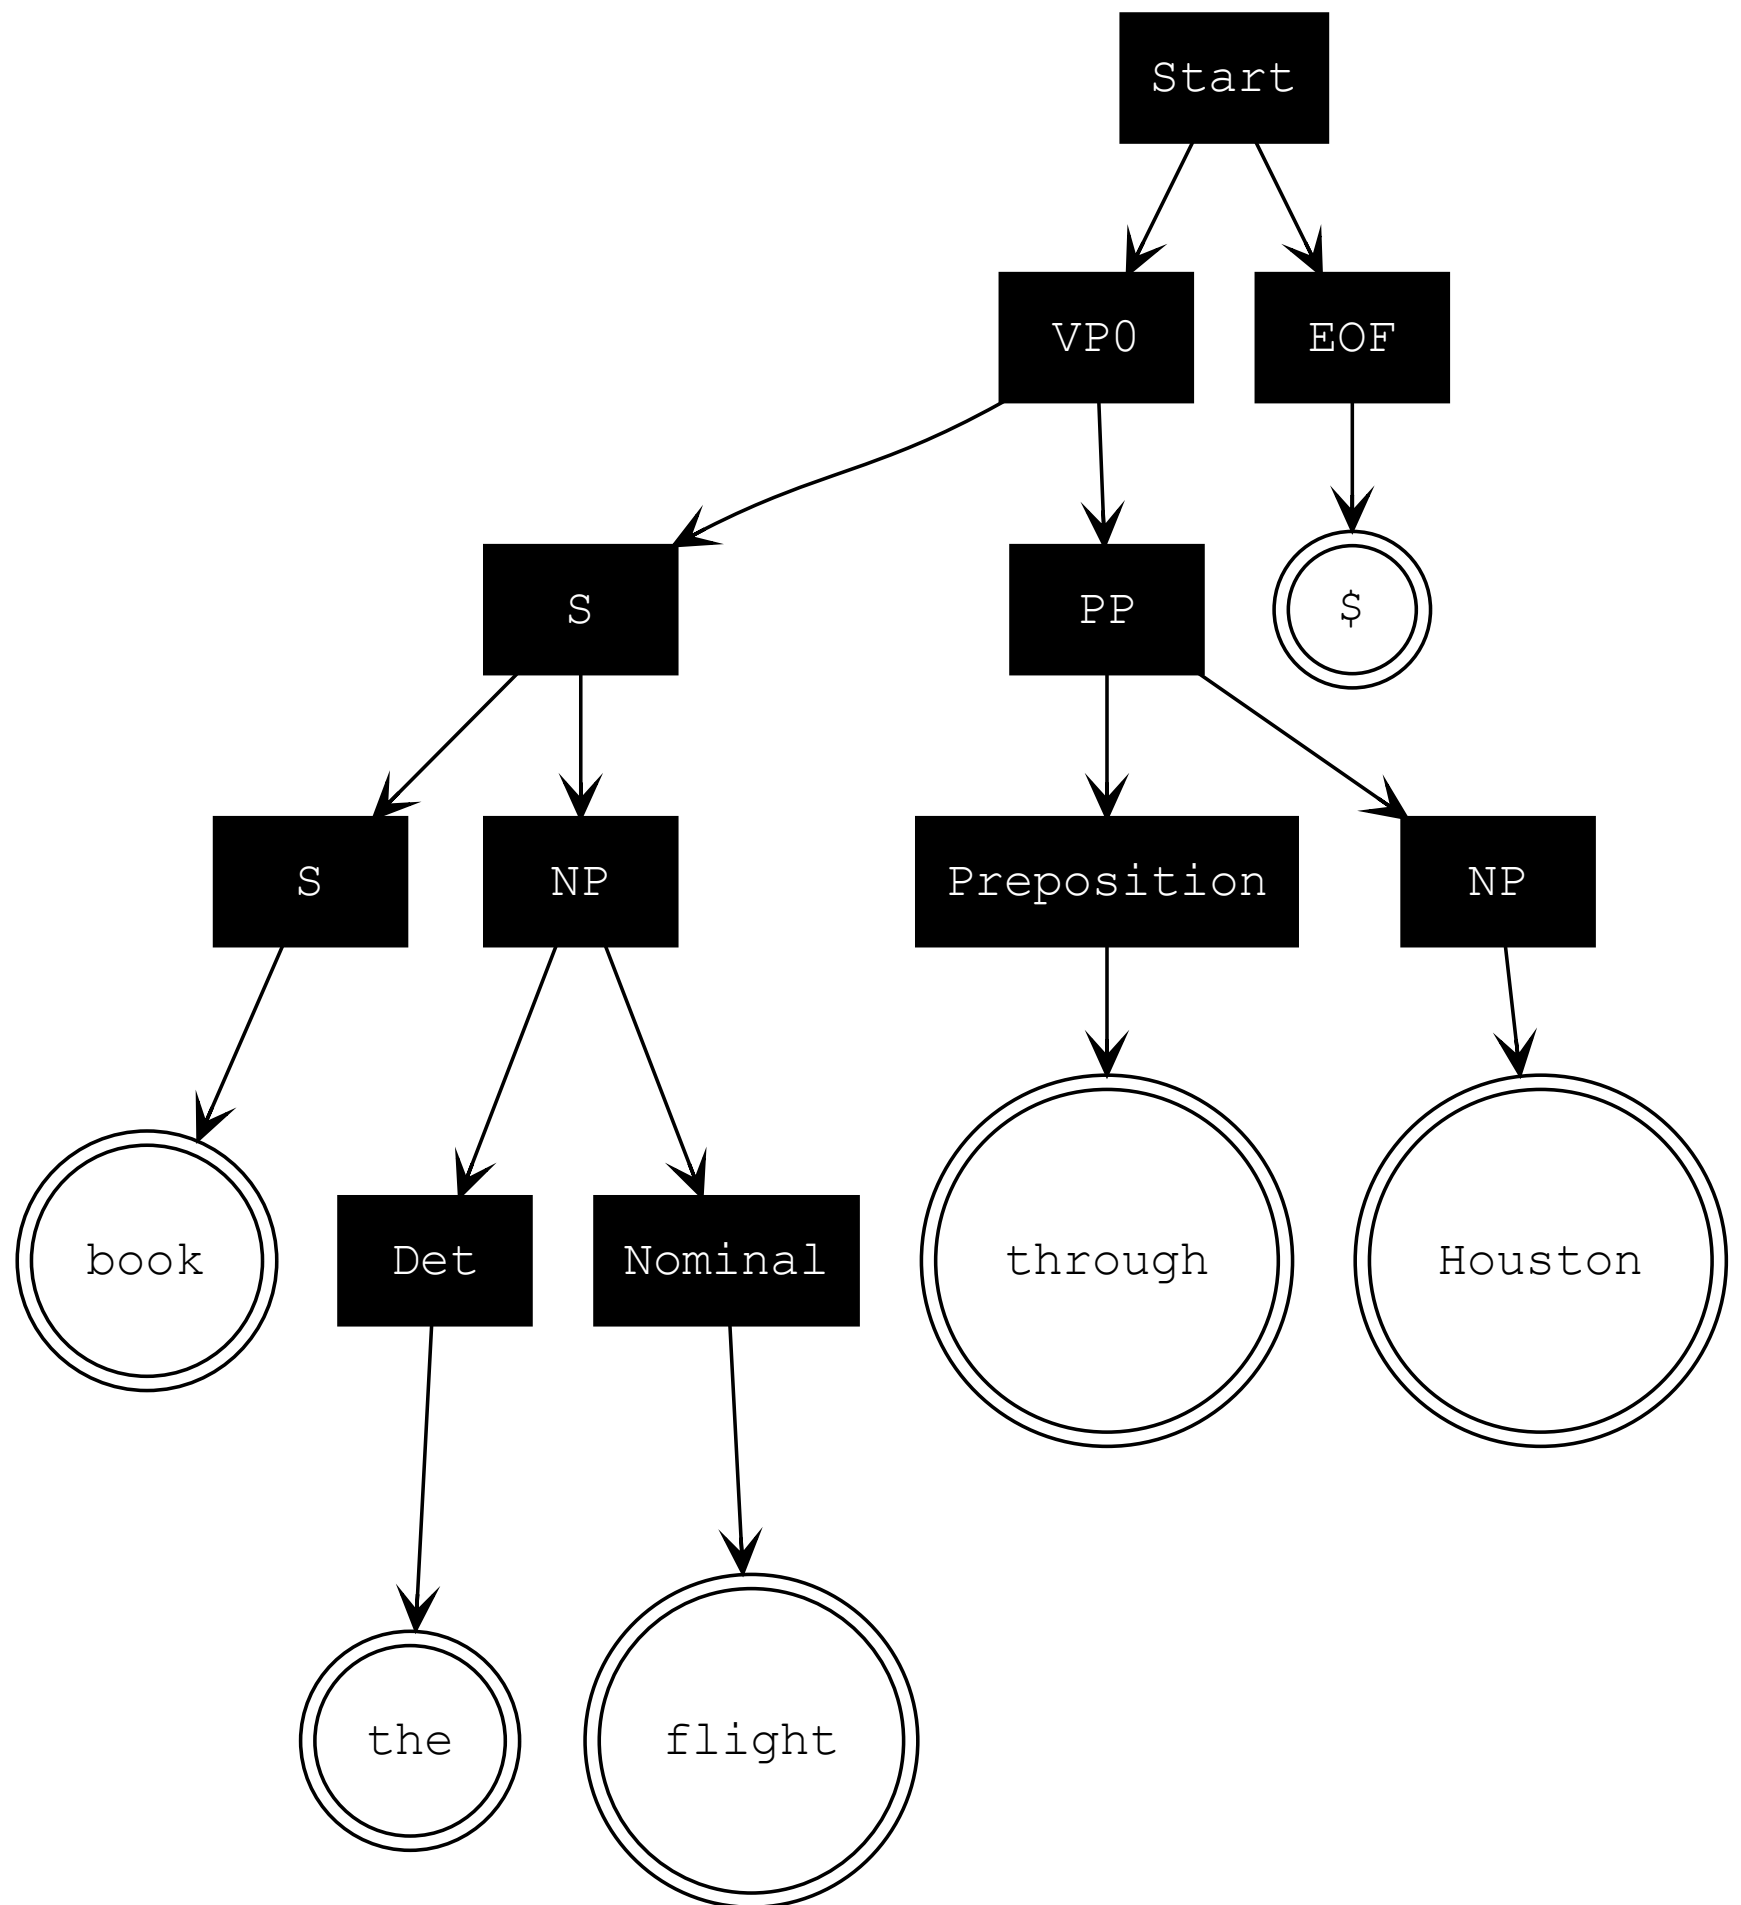 Start
VP0
EOF
S
PP
$
S
NP
Preposition
NP
book
Det
Nominal
through
Houston
the
flight